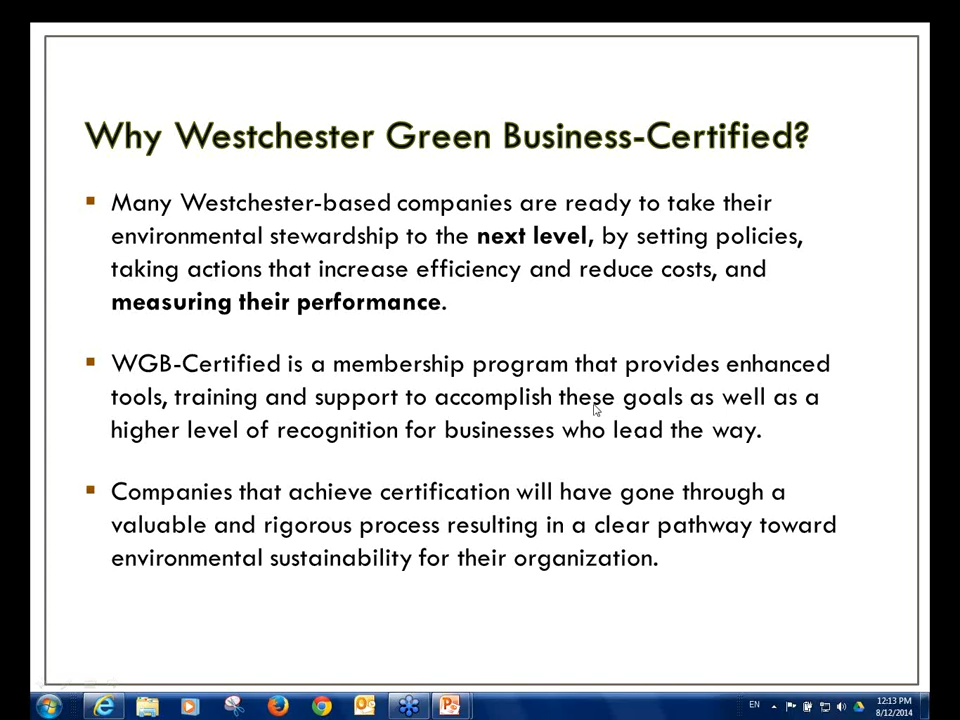 Why Westchester Green Business-Certified?
Many Westchester-based companies are ready to take their
environmental stewardship to the next level, by setting policies,
taking actions that increase efficiency and reduce costs, and
measuring their performance.
WGB-Certified is a membership program that provides enhanced
tools, training and support to accomplish these goals as well as a
higher level of recognition for businesses who lead the way.
Companies that achieve certification will have gone through a
valuable and rigorous process resulting in a clear pathway toward
environmental sustainability for their organization.
EN
12:13 PM
8/12/2014